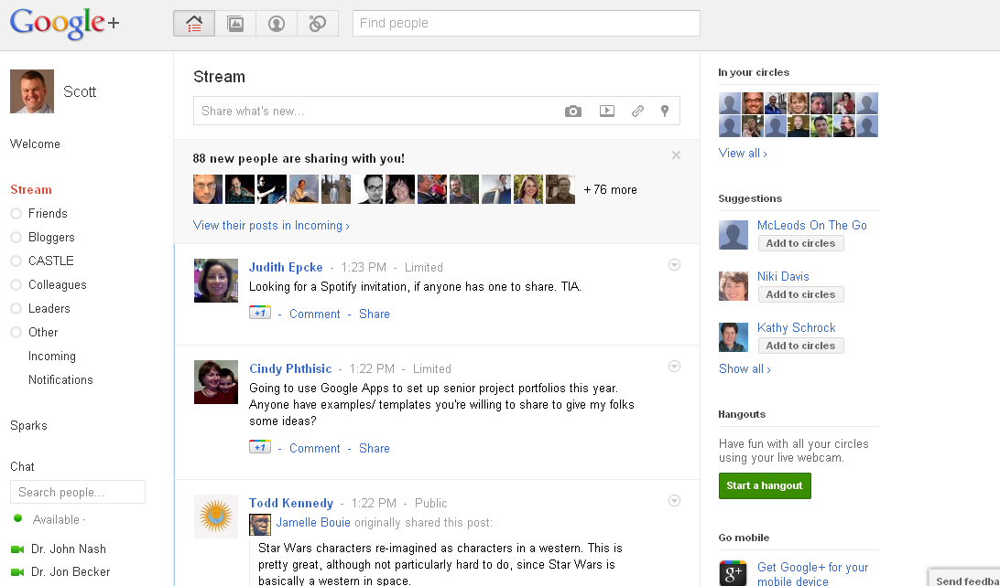 Google+
Find people
Scott
Welcome
Stream
Friends
Bloggers
CASTLE
Colleagues
Leaders
Other
Incoming
Notifications
Sparks
Chat
Search people...
Available
Dr. John Nash
Dr. Jon Becker
Stream
Share what's new...
88 new people are sharing with you!
+ 76 more
View their posts in Incoming ›
Judith Epcke - 1:23 PM - Limited
Looking for a Spotify invitation, if anyone has one to share. TIA.
+1 - Comment - Share
Cindy Phthisic - 1:22 PM - Limited
Going to use Google Apps to set up senior project portfolios this year.
Anyone have examples/ templates you're willing to share to give my folks
some ideas?
+1 - Comment - Share
Todd Kennedy - 1:22 PM - Public
Jamelle Bouie originally shared this post:
Star Wars characters re-imagined as characters in a western. This is
pretty great, although not particularly hard to do, since Star Wars is
basically a western in space.
In your circles
View all ›
Suggestions
McLeods On The Go
Add to circles
Niki Davis
Add to circles
Kathy Schrock
Add to circles
Show all ›
Hangouts
Have fun with all your circles
using your live webcam.
Start a hangout
Go mobile
g+
Get Google+ for your
mobile device
Send feedba